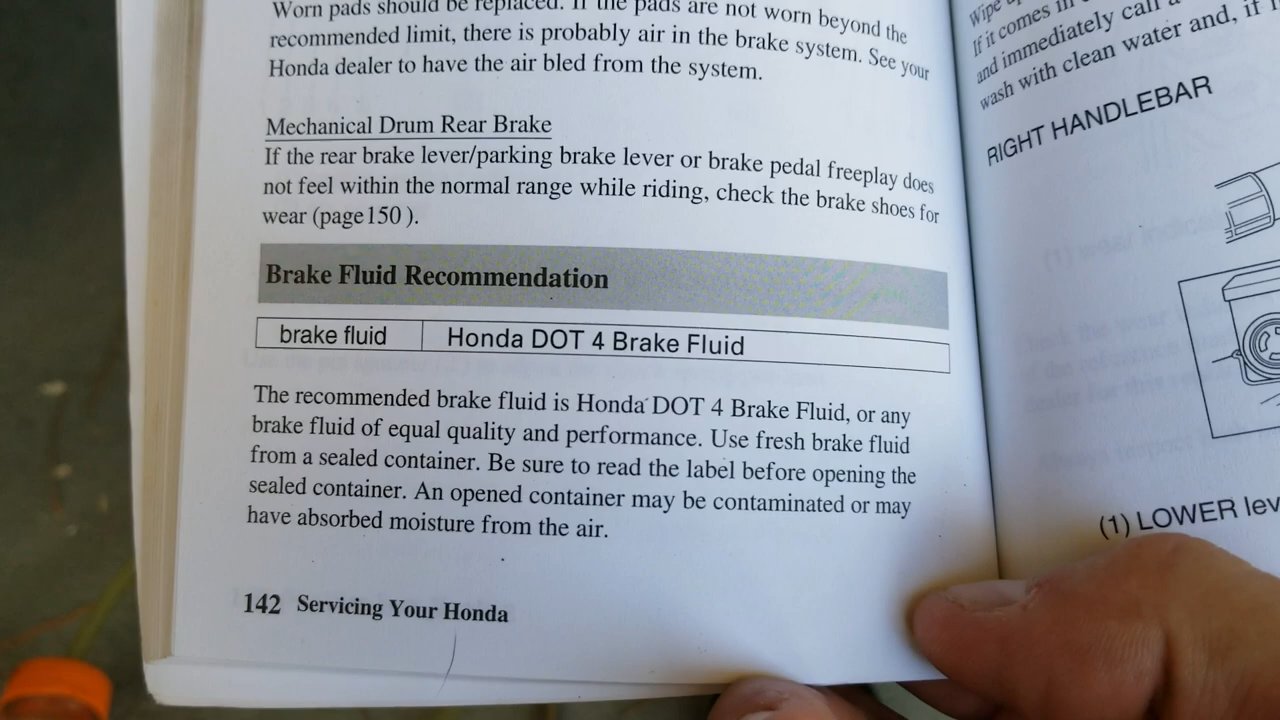 Worn pads should be replaced. If the pads are not worn beyond the
recommended limit, there is probably air in the brake system. See your
Honda dealer to have the air bled from the system.
Mechanical Drum Rear Brake
If the rear brake lever/parking brake lever or brake pedal freeplay does
not feel within the normal range while riding, check the brake shoes for
wear (page 150 ).
Brake Fluid Recommendation
brake fluid Honda DOT 4 Brake Fluid
The recommended brake fluid is Honda DOT 4 Brake Fluid, or any
brake fluid of equal quality and performance. Use fresh brake fluid
from a sealed container. Be sure to read the label before opening the
sealed container. An opened container may be contaminated or may
have absorbed moisture from the air.
142 Servicing Your Honda
Wipe
If it comes in
and immediately call a
wash with clean water and, if
RIGHT HANDLEBAR
(1) LOWER